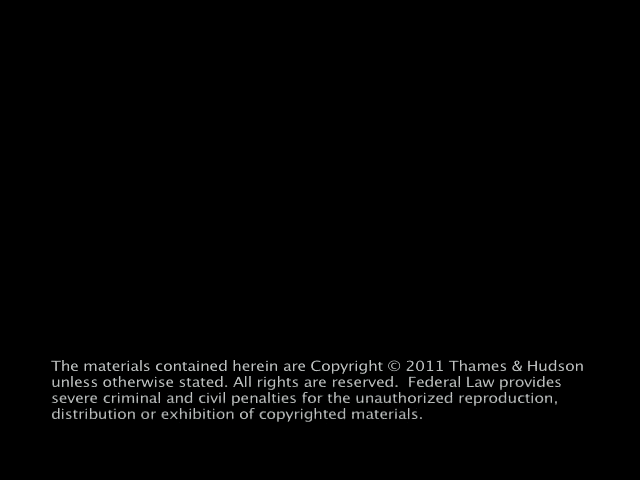 The materials contained herein are Copyright © 2011 Thames & Hudson
unless otherwise stated. All rights are reserved.  Federal Law provides
severe criminal and civil penalties for the unauthorized reproduction,
distribution or exhibition of copyrighted materials.